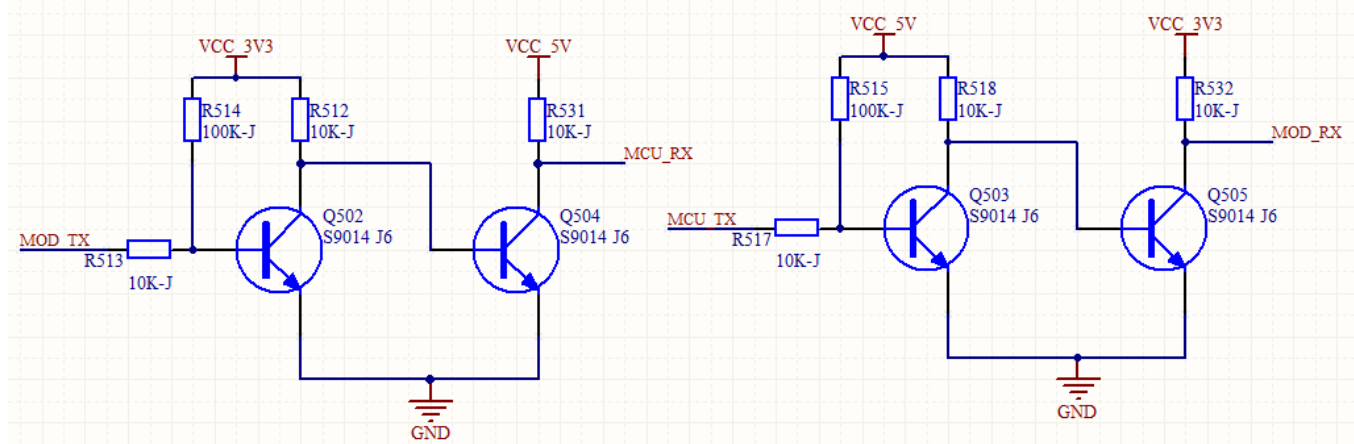 VCC_3V3
VCC_5V
R514
100K-J
R512
10K-J
R531
10K-J
MCU_RX
Q502
S9014 J6
Q504
S9014 J6
MOD_TX
R513
10K-J
GND
VCC_5V
VCC_3V3
R515
100K-J
R518
10K-J
R532
10K-J
MOD_RX
Q503
S9014 J6
Q505
S9014 J6
MCU_TX
R517
10K-J
GND